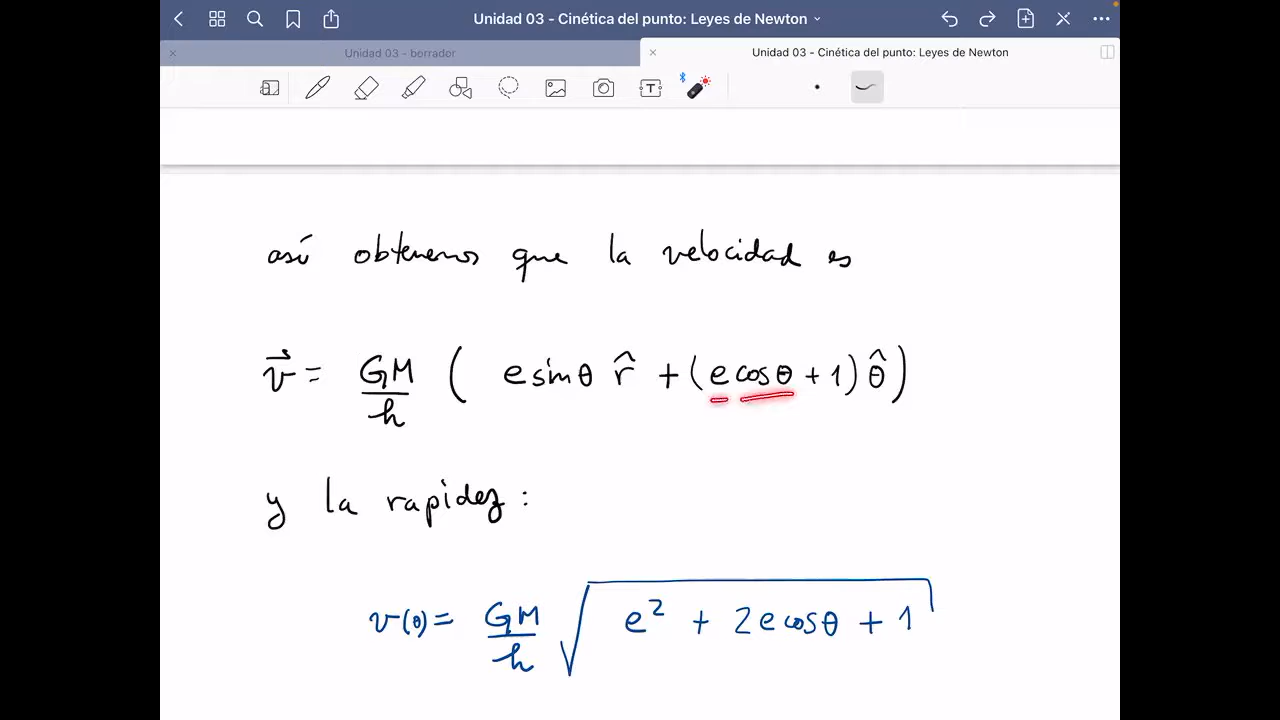 Unidad 03 - Cinética del punto: Leyes de Newton
Unidad 03 - berrador
Unidad 03 - Cinética del punto: Leyes de Newton
T
así obtenemos que la velocidad es
v⃗ = GM/h ( e sinθ r̂ + (e cosθ + 1) θ̂ )
y la rapidez :
v(θ) = GM/h √(e² + 2e cosθ + 1)